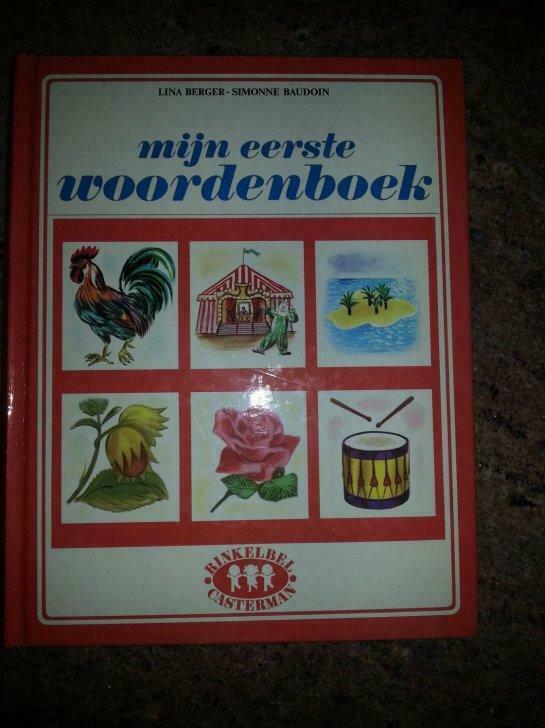 LINA BERGER - SIMONNE BAUDOIN
mijn eerste
woordenboek
RINKELBEL
CASTERMAN